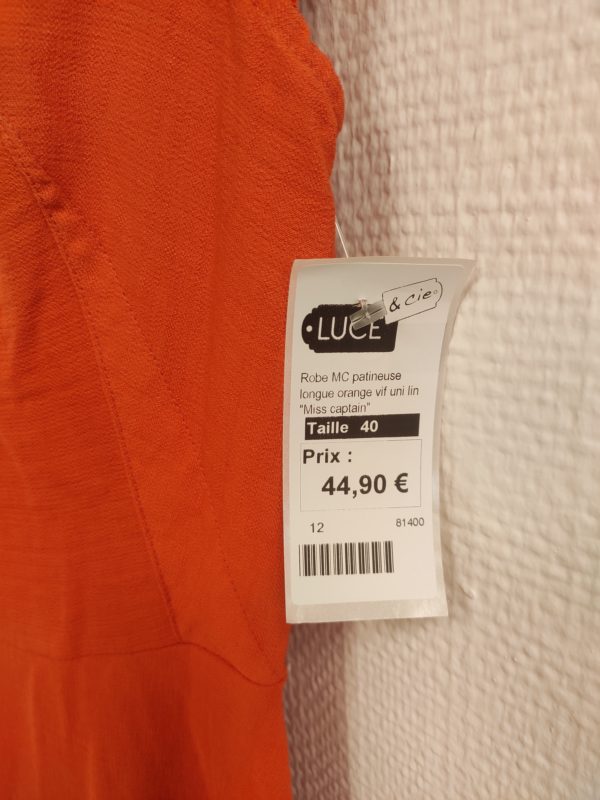 & cie
LUCE
Robe MC patineuse
longue orange vif uni lin
"Miss captain"
Taille 40
Prix :
44,90 €
12 81400